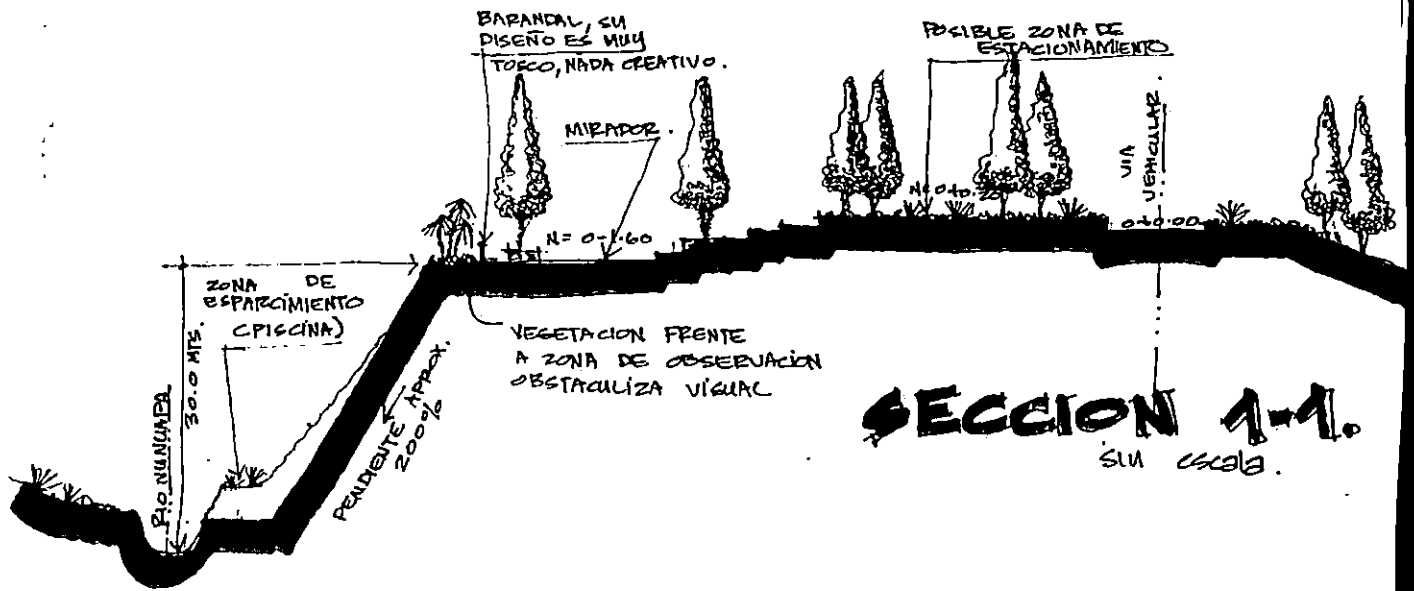 BARANDAL, SU
DISEÑO ES MUY
TOSCO, NADA CREATIVO.
POSIBLE ZONA DE
ESTACIONAMIENTO
MIRADOR.
VIA
VEHICULAR.
N= 0-1.60
0+0.00
ZONA DE
ESPARCIMIENTO
(PISCINA)
30.0 MTS.
RIO NUNUAPA
VEGETACION FRENTE
A ZONA DE OBSERVACION
OBSTACULIZA VISUAL
PENDIENTE APROX.
200%
SECCION 1-1.
sin escala.